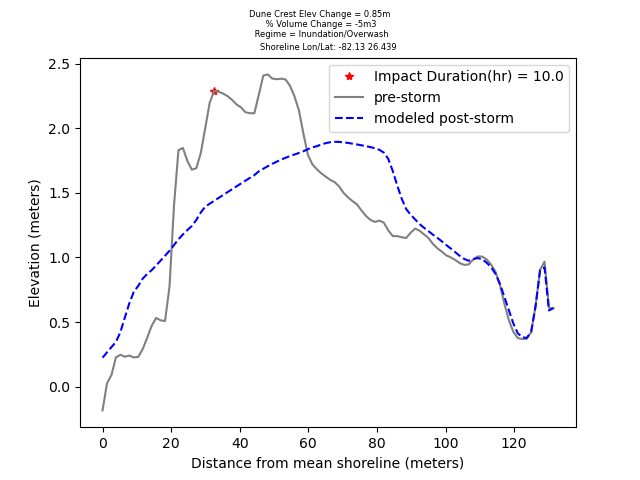 Dune Crest Elev Change = 0.85m
% Volume Change = -5m3
Regime = Inundation/Overwash
Shoreline Lon/Lat: -82.13 26.439
Impact Duration(hr) = 10.0
pre-storm
modeled post-storm
Elevation (meters)
2.5
2.0
1.5
1.0
0.5
0.0
0 20 40 60 80 100 120
Distance from mean shoreline (meters)